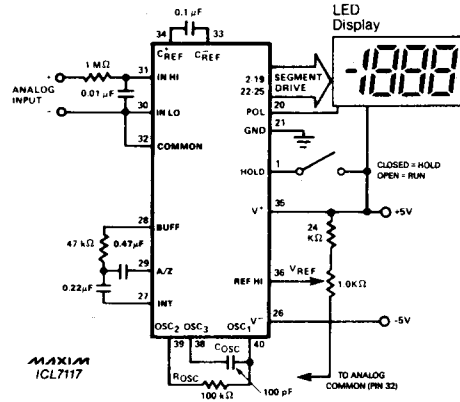 LED
Display
0.1 µF
34
33
C⁺REF
C⁻REF
-1888
1 MΩ
31
IN HI
2-19
SEGMENT
22-25
DRIVE
+
ANALOG
INPUT
-
0.01 µF
30
IN LO
20
POL
21
GND
32
COMMON
1
HOLD
CLOSED = HOLD
OPEN = RUN
35
V⁺
+5V
28
BUFF
24
KΩ
47 kΩ
0.47µF
29
A/Z
36
REF HI
VREF
1.0KΩ
0.22µF
27
INT
26
V⁻
-5V
OSC2
OSC3
OSC1
39
38
40
MAXIM
ICL7117
COSC
ROSC
100 kΩ
100 pF
TO ANALOG
COMMON (PIN 32)